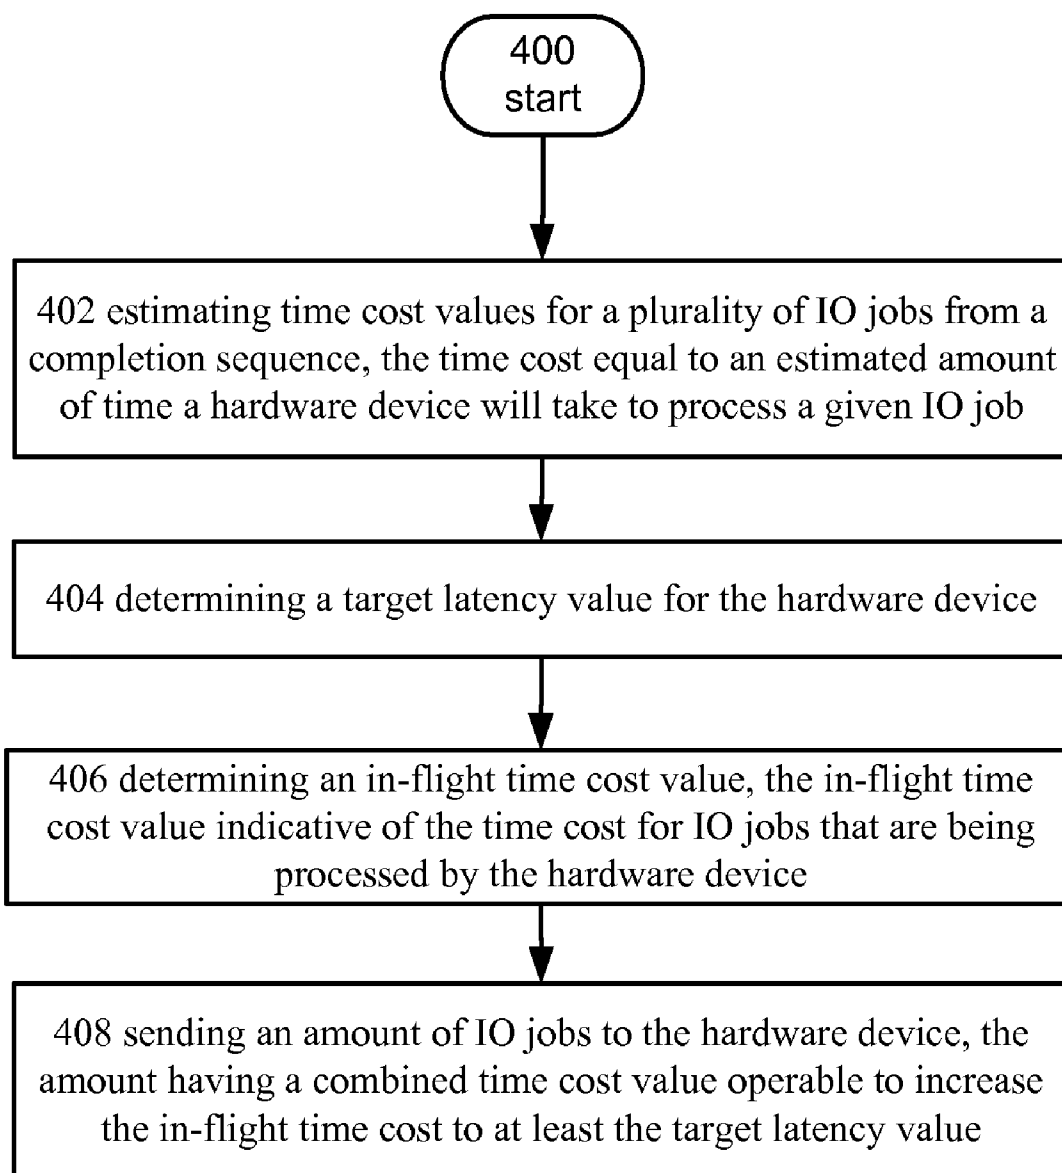 400
start
402 estimating time cost values for a plurality of IO jobs from a
completion sequence, the time cost equal to an estimated amount
of time a hardware device will take to process a given IO job
404 determining a target latency value for the hardware device
406 determining an in-flight time cost value, the in-flight time
cost value indicative of the time cost for IO jobs that are being
processed by the hardware device
408 sending an amount of IO jobs to the hardware device, the
amount having a combined time cost value operable to increase
the in-flight time cost to at least the target latency value